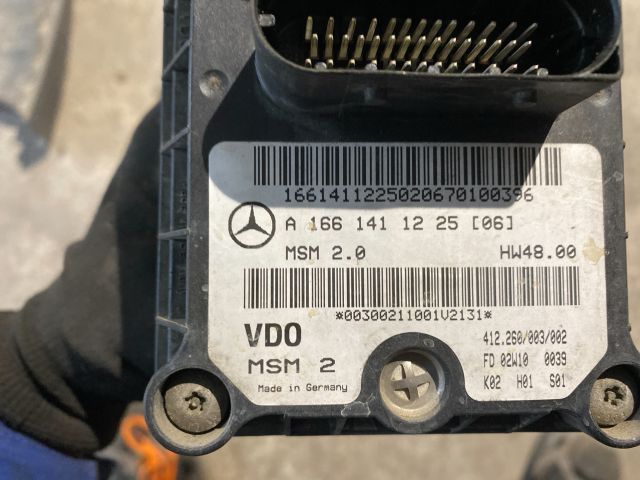 1661411225020670100396
A 166 141 12 25 [06]
MSM 2.0 HW48.00
*00300211001V2131*
VDO 412.260/003/002
MSM 2 FD 02W10 0039
Made in Germany K02 H01 S01